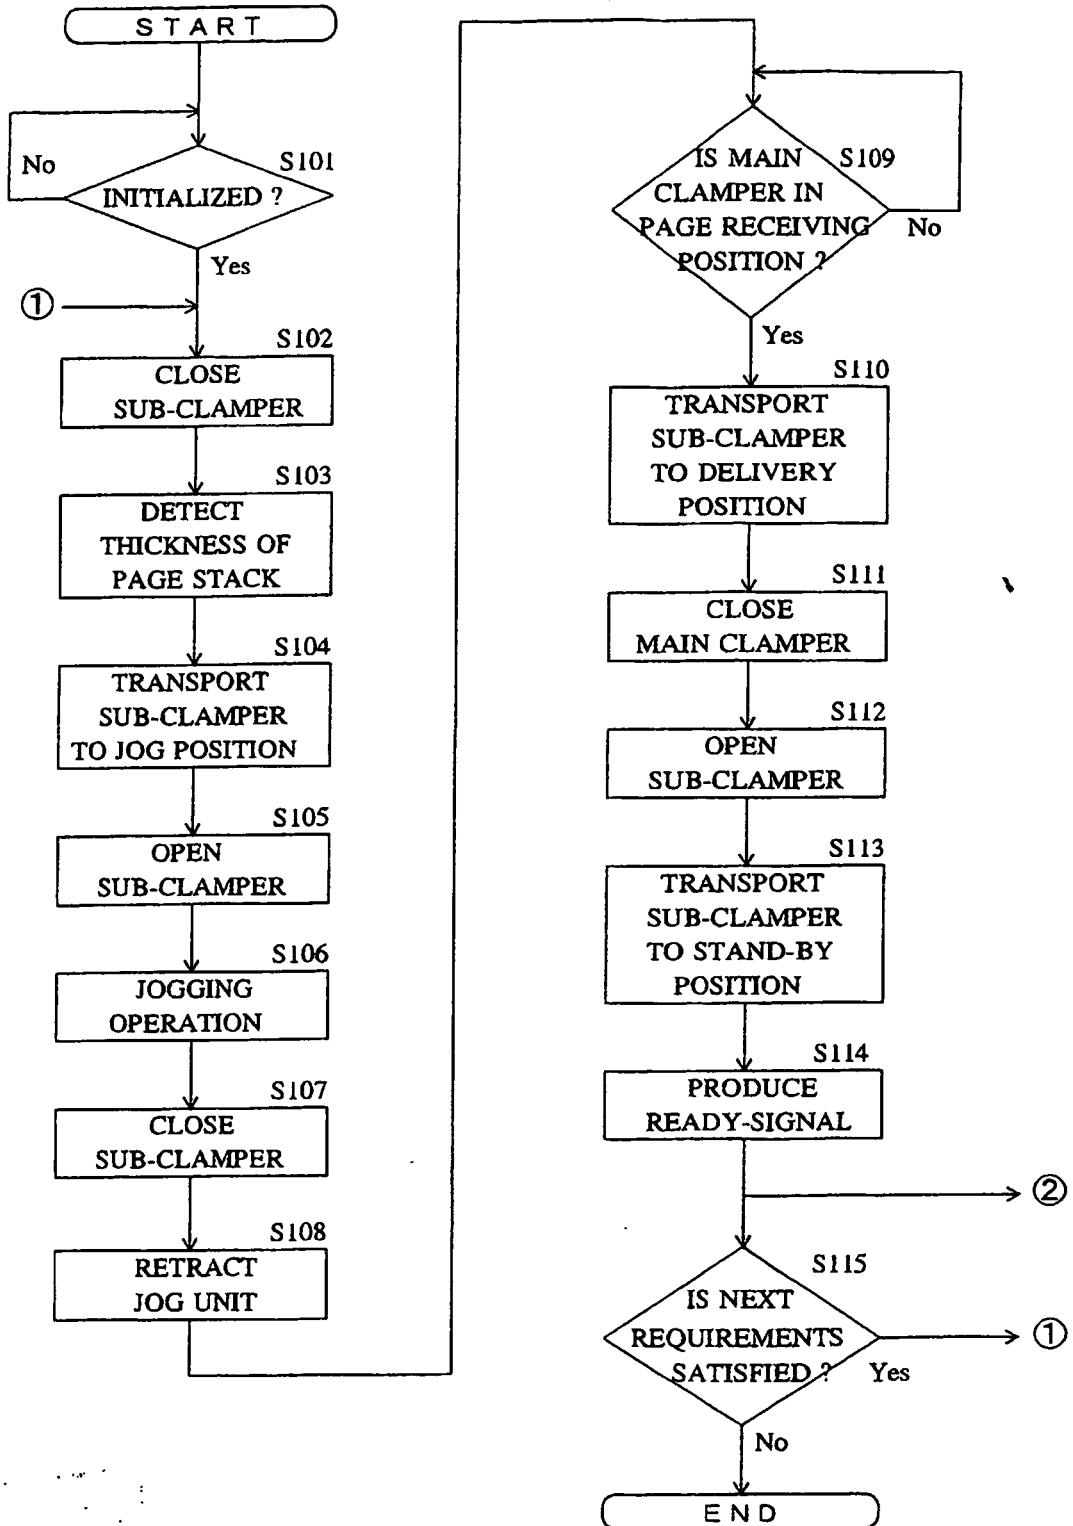 START
No
S101
INITIALIZED ?
Yes
①
S102
CLOSE
SUB-CLAMPER
S103
DETECT
THICKNESS OF
PAGE STACK
S104
TRANSPORT
SUB-CLAMPER
TO JOG POSITION
S105
OPEN
SUB-CLAMPER
S106
JOGGING
OPERATION
S107
CLOSE
SUB-CLAMPER
S108
RETRACT
JOG UNIT
S109
IS MAIN
CLAMPER IN
PAGE RECEIVING
POSITION ?
No
Yes
S110
TRANSPORT
SUB-CLAMPER
TO DELIVERY
POSITION
S111
CLOSE
MAIN CLAMPER
S112
OPEN
SUB-CLAMPER
S113
TRANSPORT
SUB-CLAMPER
TO STAND-BY
POSITION
S114
PRODUCE
READY-SIGNAL
②
S115
IS NEXT
REQUIREMENTS
SATISFIED ?
①
Yes
No
END